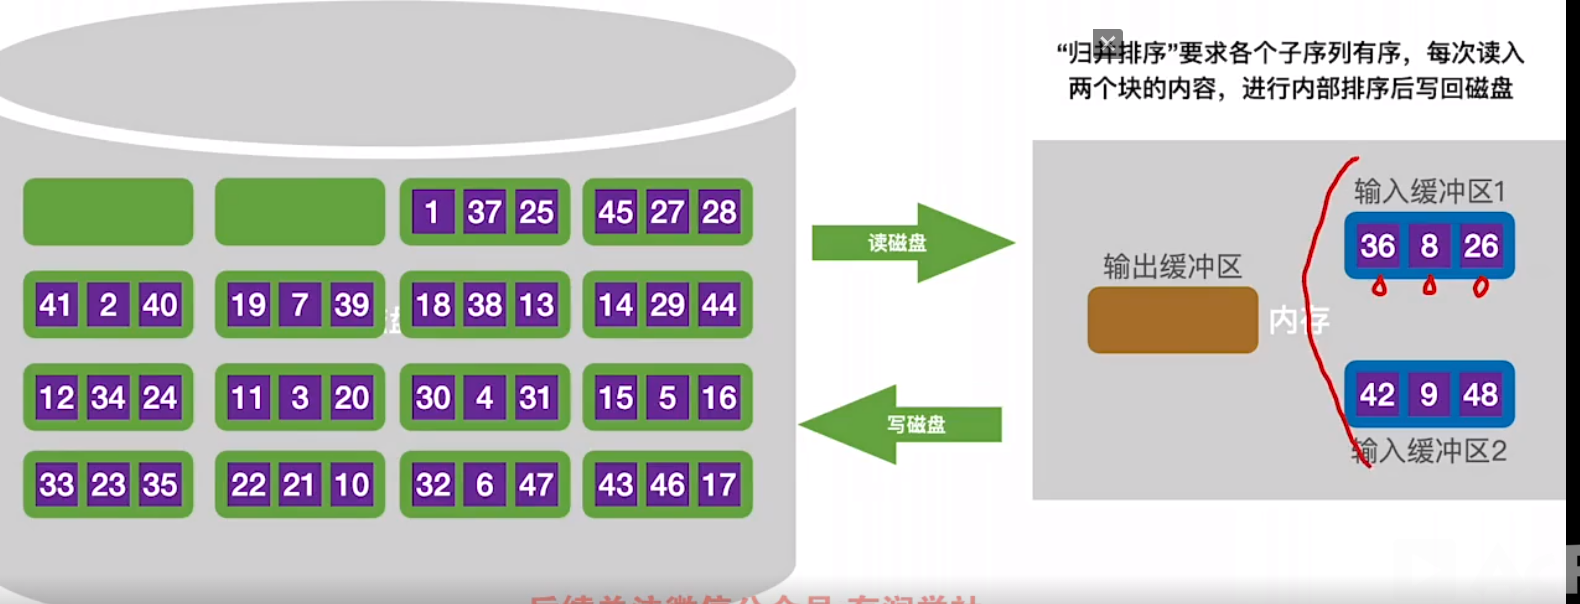 “归并排序”要求各个子序列有序，每次读入
两个块的内容，进行内部排序后写回磁盘
1 37 25 45 27 28
41 2 40 19 7 39 18 38 13 14 29 44
12 34 24 11 3 20 30 4 31 15 5 16
33 23 35 22 21 10 32 6 47 43 46 17
读磁盘
写磁盘
输出缓冲区
内存
输入缓冲区1
36 8 26
42 9 48
输入缓冲区2